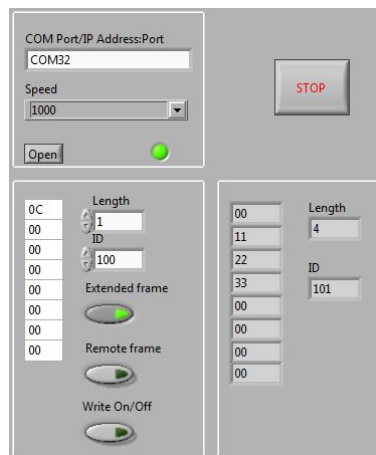 COM Port/IP Address:Port
COM32
Speed
1000
Open
STOP
0C
00
00
00
00
00
00
00
Length
1
ID
100
Extended frame
Remote frame
Write On/Off
00
11
22
33
00
00
00
00
Length
4
ID
101